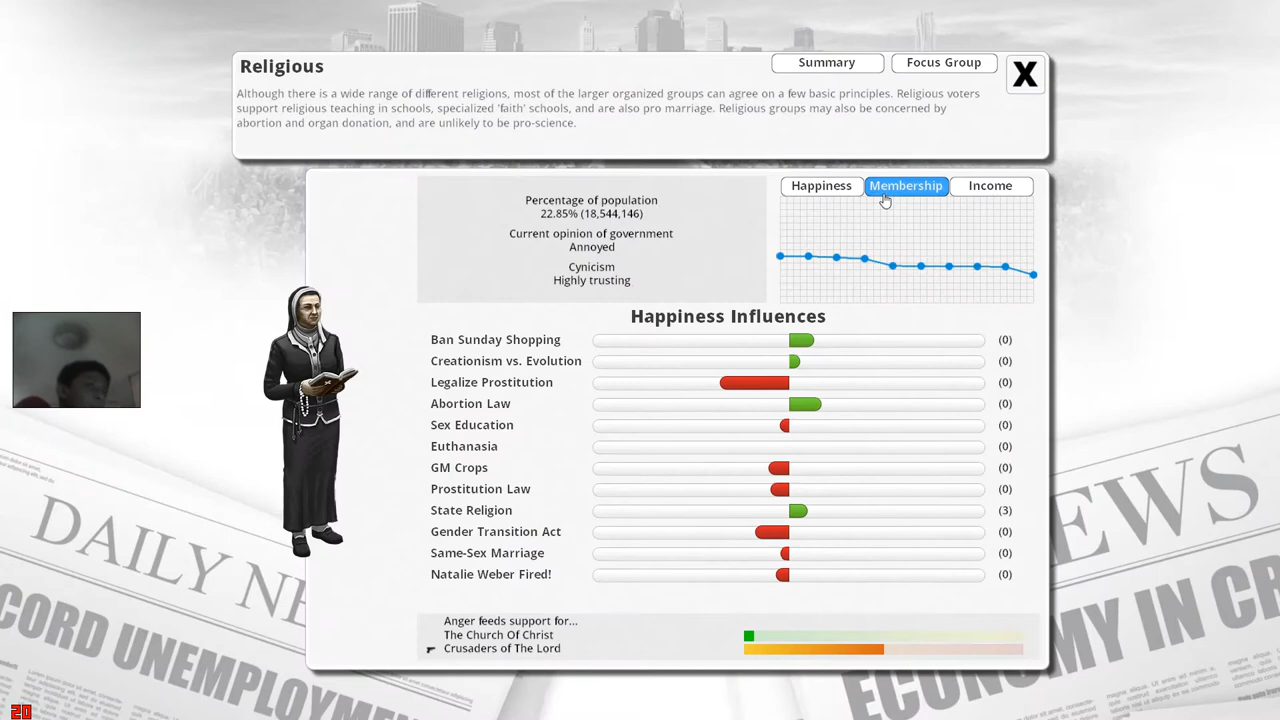 Religious
Summary
Focus Group
X
Although there is a wide range of different religions, most of the larger organized groups can agree on a few basic principles. Religious voters
support religious teaching in schools, specialized 'faith' schools, and are also pro marriage. Religious groups may also be concerned by
abortion and organ donation, and are unlikely to be pro-science.
Percentage of population
22.85% (18,544,146)
Current opinion of government
Annoyed
Cynicism
Highly trusting
Happiness
Membership
Income
Happiness Influences
Ban Sunday Shopping (0)
Creationism vs. Evolution (0)
Legalize Prostitution (0)
Abortion Law (0)
Sex Education (0)
Euthanasia (0)
GM Crops (0)
Prostitution Law (0)
State Religion (3)
Gender Transition Act (0)
Same-Sex Marriage (0)
Natalie Weber Fired! (0)
Anger feeds support for...
The Church Of Christ
Crusaders of The Lord
DAILY NE
CORD UNEMPLOYM
EWS
ECONOMY IN CR
20